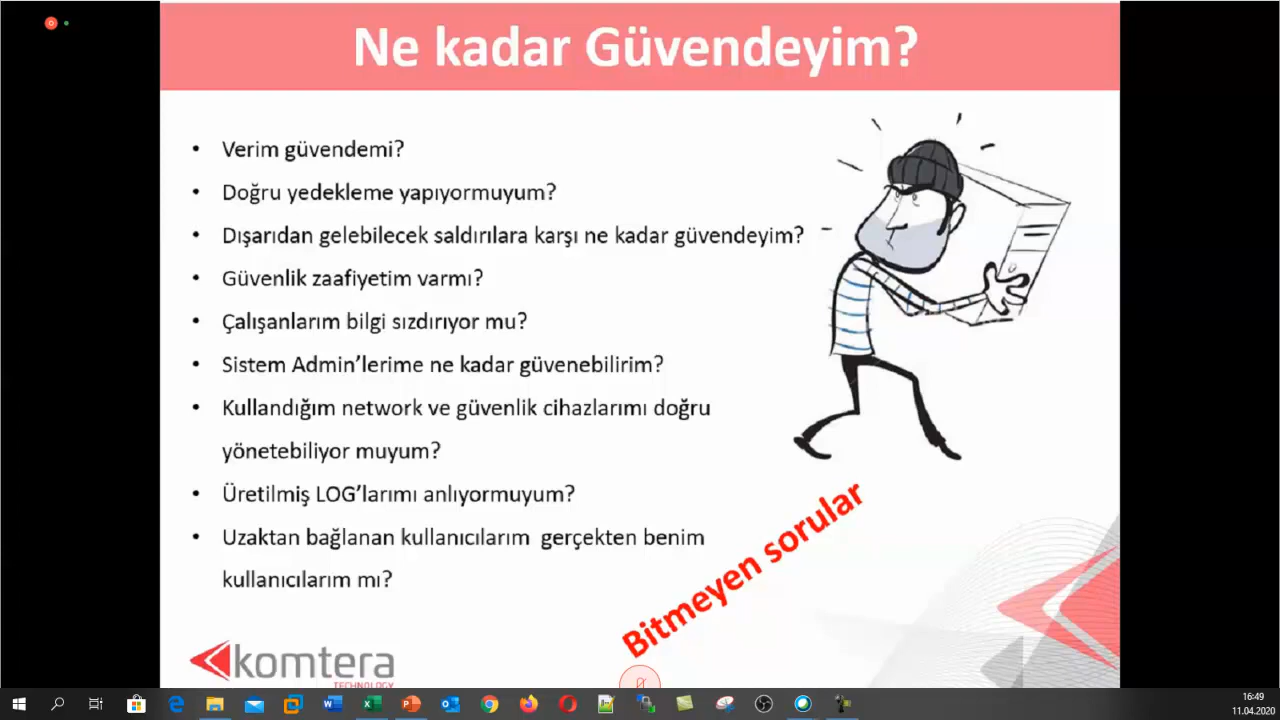 Ne kadar Güvendeyim?
• Verim güvendemi?
• Doğru yedekleme yapıyormuyum?
• Dışarıdan gelebilecek saldırılara karşı ne kadar güvendeyim?
• Güvenlik zaafiyetim varmı?
• Çalışanlarım bilgi sızdırıyor mu?
• Sistem Admin’lerime ne kadar güvenebilirim?
• Kullandığım network ve güvenlik cihazlarımı doğru
yönetebiliyor muyum?
• Üretilmiş LOG’larımı anlıyormuyum?
• Uzaktan bağlanan kullanıcılarım gerçekten benim
kullanıcılarım mı?
Bitmeyen sorular
komtera
TECHNOLOGY
16:49
11.04.2020